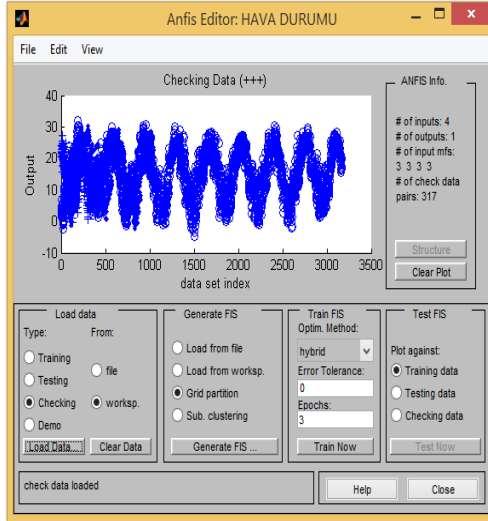 Anfis Editor: HAVA DURUMU
File Edit View
Checking Data (+++)
40
30
20
10
0
-10
Output
0 500 1000 1500 2000 2500 3000 3500
data set index
ANFIS Info.
# of inputs: 4
# of outputs: 1
# of input mfs:
3 3 3 3
# of check data
pairs: 317
Structure
Clear Plot
Load data
Type: From:
Training
Testing
Checking
Demo
file
worksp.
Load Data...
Clear Data
Generate FIS
Load from file
Load from worksp.
Grid partition
Sub. clustering
Generate FIS ...
Train FIS
Optim. Method:
hybrid
Error Tolerance:
0
Epochs:
3
Train Now
Test FIS
Plot against:
Training data
Testing data
Checking data
Test Now
check data loaded
Help
Close